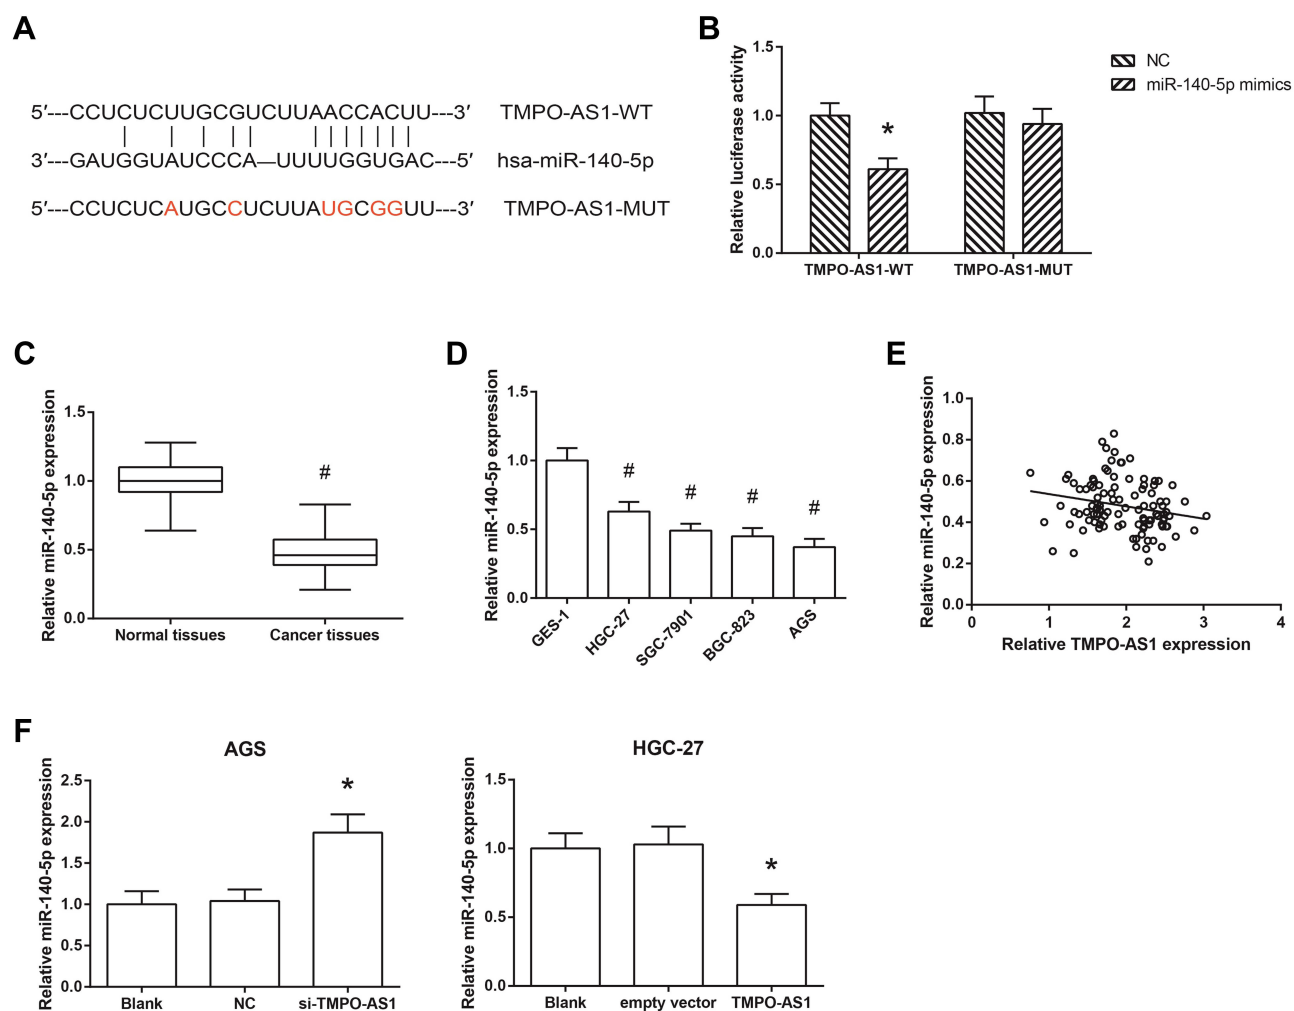 A
5′---CCUCUCUUGCGUCUUAACCACUU---3′ TMPO-AS1-WT
3′---GAUGGUAUCCCA—UUUUGGUGAC---5′ hsa-miR-140-5p
5′---CCUCUCAUGCCUCUUAUGCGGUU---3′ TMPO-AS1-MUT
B
Relative luciferase activity
1.5
1.0
0.5
0.0
*
TMPO-AS1-WT TMPO-AS1-MUT
NC
miR-140-5p mimics
C
Relative miR-140-5p expression
1.5
1.0
0.5
0.0
#
Normal tissues Cancer tissues
D
Relative miR-140-5p expression
1.5
1.0
0.5
0.0
# # # #
GES-1 HGC-27 SGC-7901 BGC-823 AGS
E
Relative miR-140-5p expression
1.0
0.8
0.6
0.4
0.2
0.0
0 1 2 3 4
Relative TMPO-AS1 expression
F
AGS
Relative miR-140-5p expression
2.5
2.0
1.5
1.0
0.5
0.0
*
Blank NC si-TMPO-AS1
HGC-27
Relative miR-140-5p expression
1.5
1.0
0.5
0.0
*
Blank empty vector TMPO-AS1